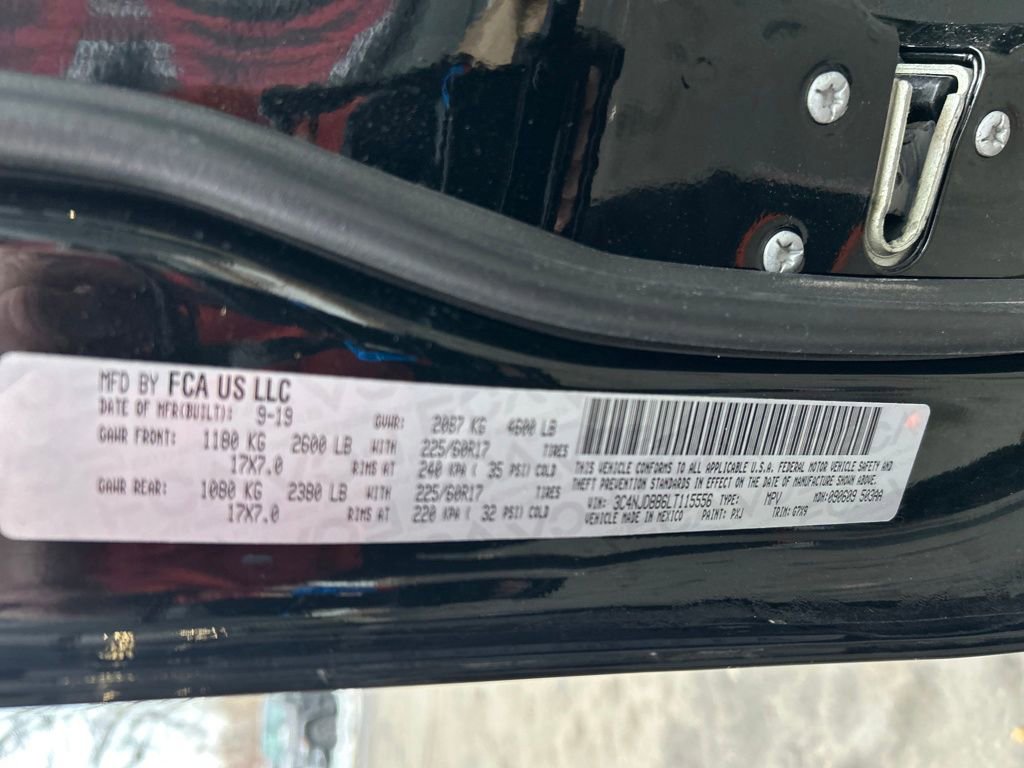 MFD BY FCA US LLC
DATE OF MFR(BUILT): 9-19 GVWR: 2087 KG 4600 LB
GAWR FRONT: 1180 KG 2600 LB WITH 225/60R17 TIRES
17X7.0 RIMS AT 240 KPA ( 35 PSI) COLD
GAWR REAR: 1080 KG 2380 LB WITH 225/60R17 TIRES
17X7.0 RIMS AT 220 KPA ( 32 PSI) COLD
THIS VEHICLE CONFORMS TO ALL APPLICABLE U.S.A. FEDERAL MOTOR VEHICLE SAFETY AND
THEFT PREVENTION STANDARDS IN EFFECT ON THE DATE OF MANUFACTURE SHOWN ABOVE.
VIN: 3C4NJDBB6LT115556 TYPE: MPV MDH:090609 503AA
VEHICLE MADE IN MEXICO PAINT: PXJ TRIM: G7X9